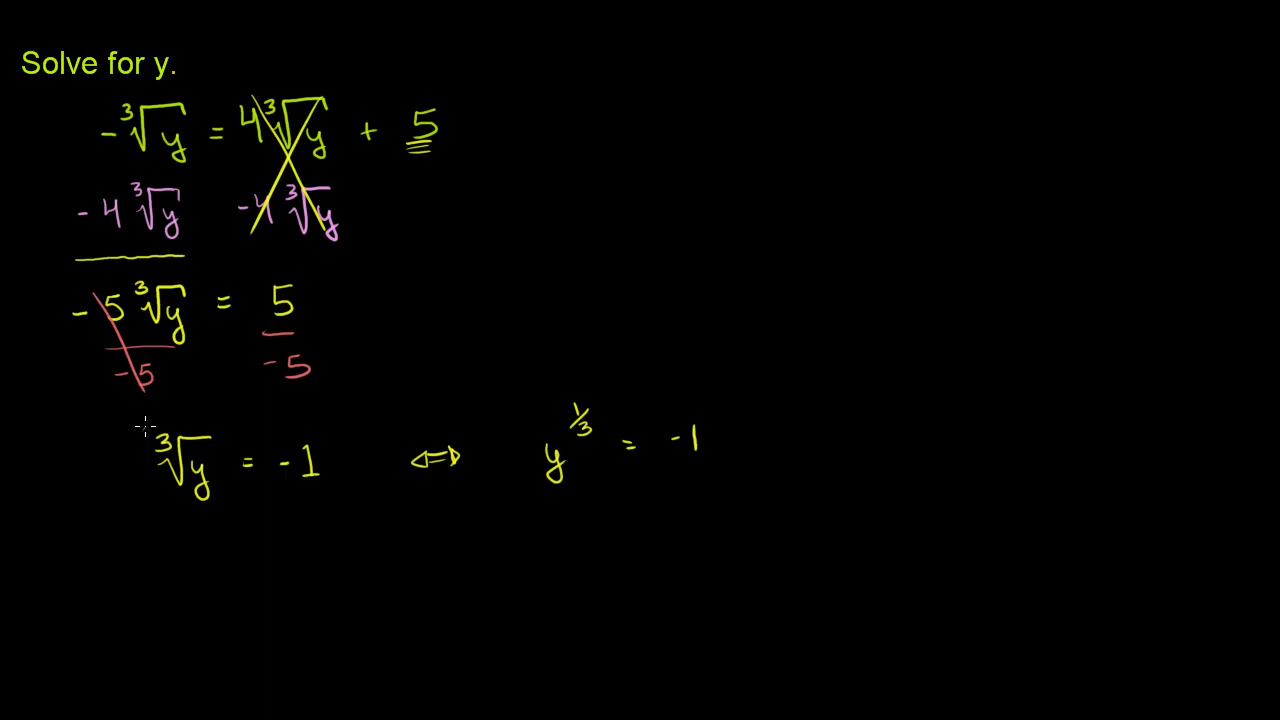 Solve for y.
-∛y = 4∛y + 5
-4∛y -4∛y
-5∛y = 5
-5 -5
∛y = -1 ⇔ y^(1/3) = -1